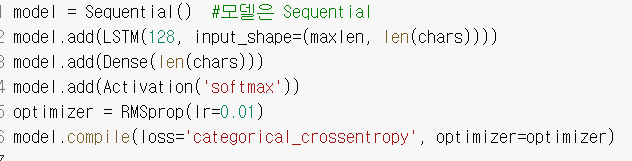 model = Sequential()  #모델은 Sequential
2 model.add(LSTM(128, input_shape=(maxlen, len(chars))))
3 model.add(Dense(len(chars)))
4 model.add(Activation('softmax'))
5 optimizer = RMSprop(lr=0.01)
6 model.compile(loss='categorical_crossentropy', optimizer=optimizer)